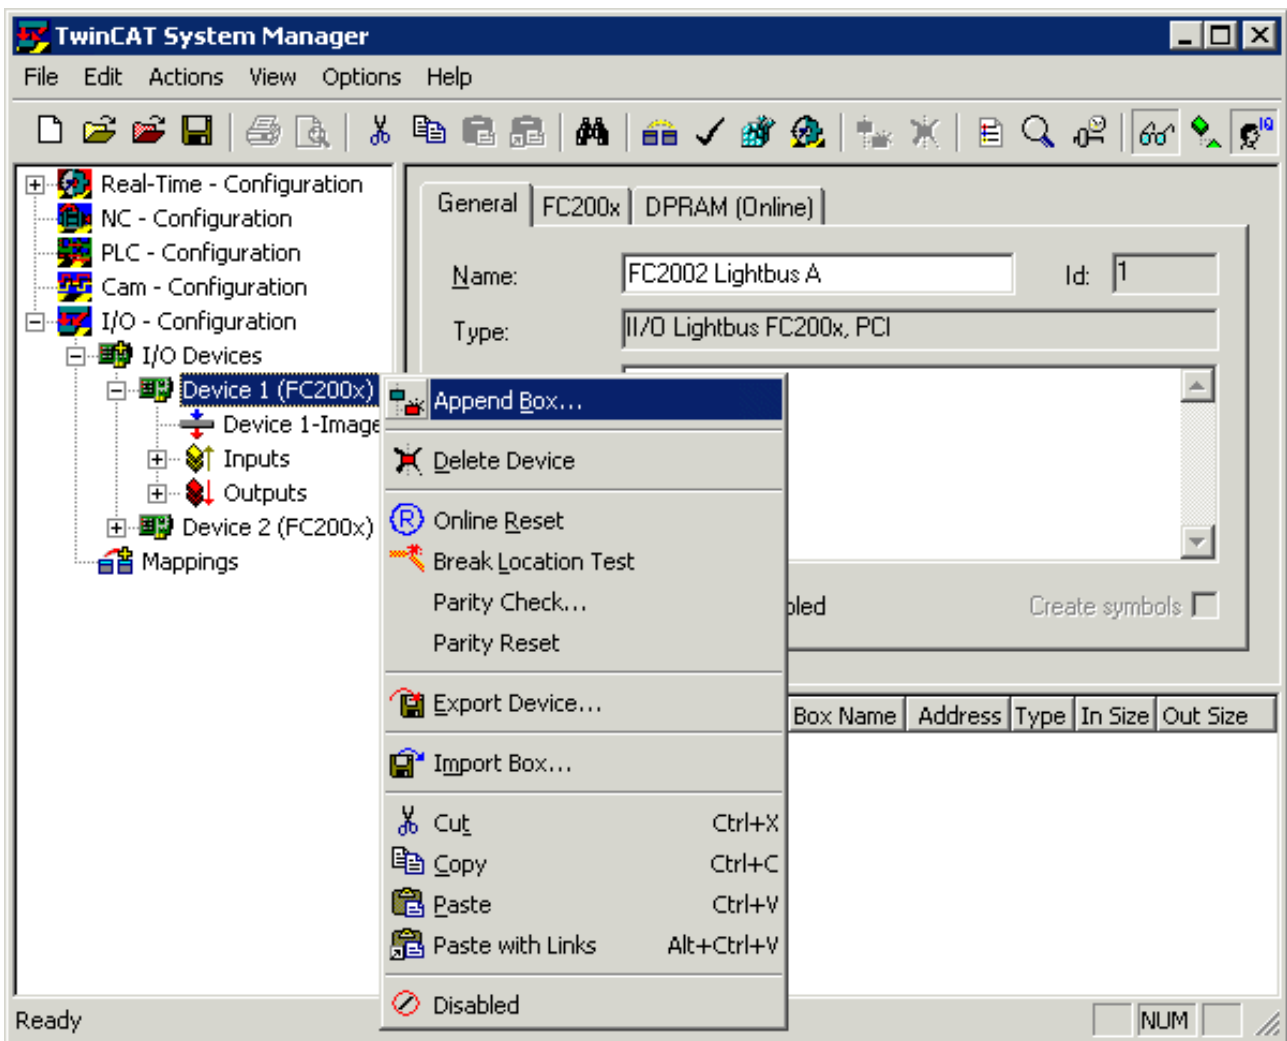 TwinCAT System Manager
File Edit Actions View Options Help
Real-Time - Configuration
NC - Configuration
PLC - Configuration
Cam - Configuration
I/O - Configuration
I/O Devices
Device 1 (FC200x)
Device 1-Image
Inputs
Outputs
Device 2 (FC200x)
Mappings
General FC200x DPRAM (Online)
Name: FC2002 Lightbus A Id: 1
Type: II/O Lightbus FC200x, PCI
Append Box...
Delete Device
Online Reset
Break Location Test
Parity Check...
Parity Reset
Export Device...
Import Box...
Cut Ctrl+X
Copy Ctrl+C
Paste Ctrl+V
Paste with Links Alt+Ctrl+V
Disabled
Create symbols
Box Name Address Type In Size Out Size
Ready NUM